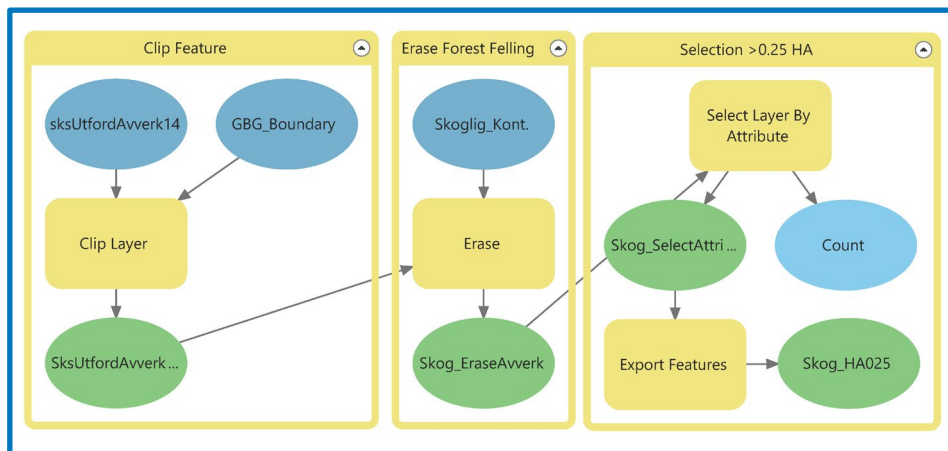 Clip Feature
sksUtfordAvverk14
GBG_Boundary
Clip Layer
SksUtfordAvverk ...
Erase Forest Felling
Skoglig_Kont.
Erase
Skog_EraseAvverk
Selection >0.25 HA
Select Layer By
Attribute
Skog_SelectAttri ...
Count
Export Features
Skog_HA025